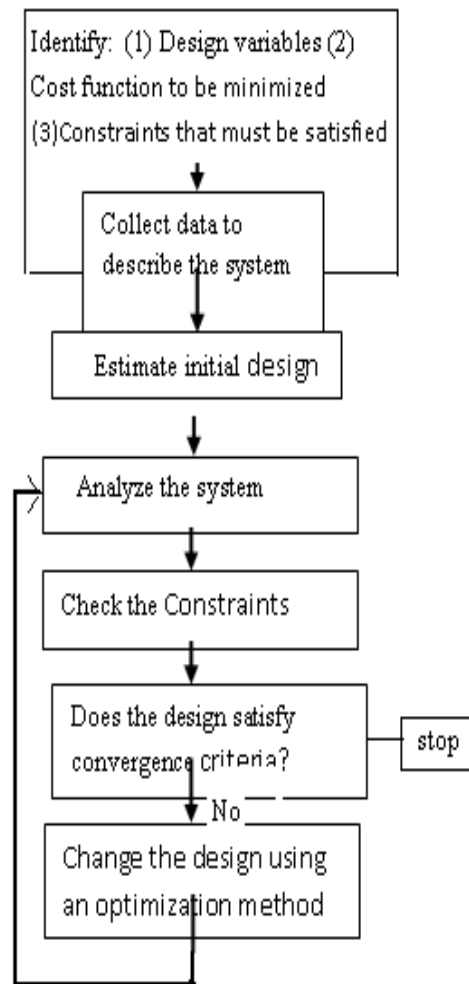 Identify: (1) Design variables (2)
Cost function to be minimized
(3)Constraints that must be satisfied
Collect data to
describe the system
Estimate initial design
Analyze the system
Check the Constraints
Does the design satisfy
convergence criteria?
stop
No
Change the design using
an optimization method